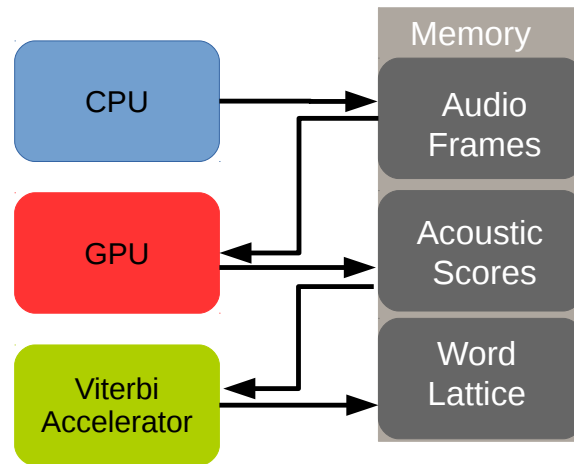 Memory
CPU
Audio
Frames
GPU
Acoustic
Scores
Viterbi
Accelerator
Word
Lattice